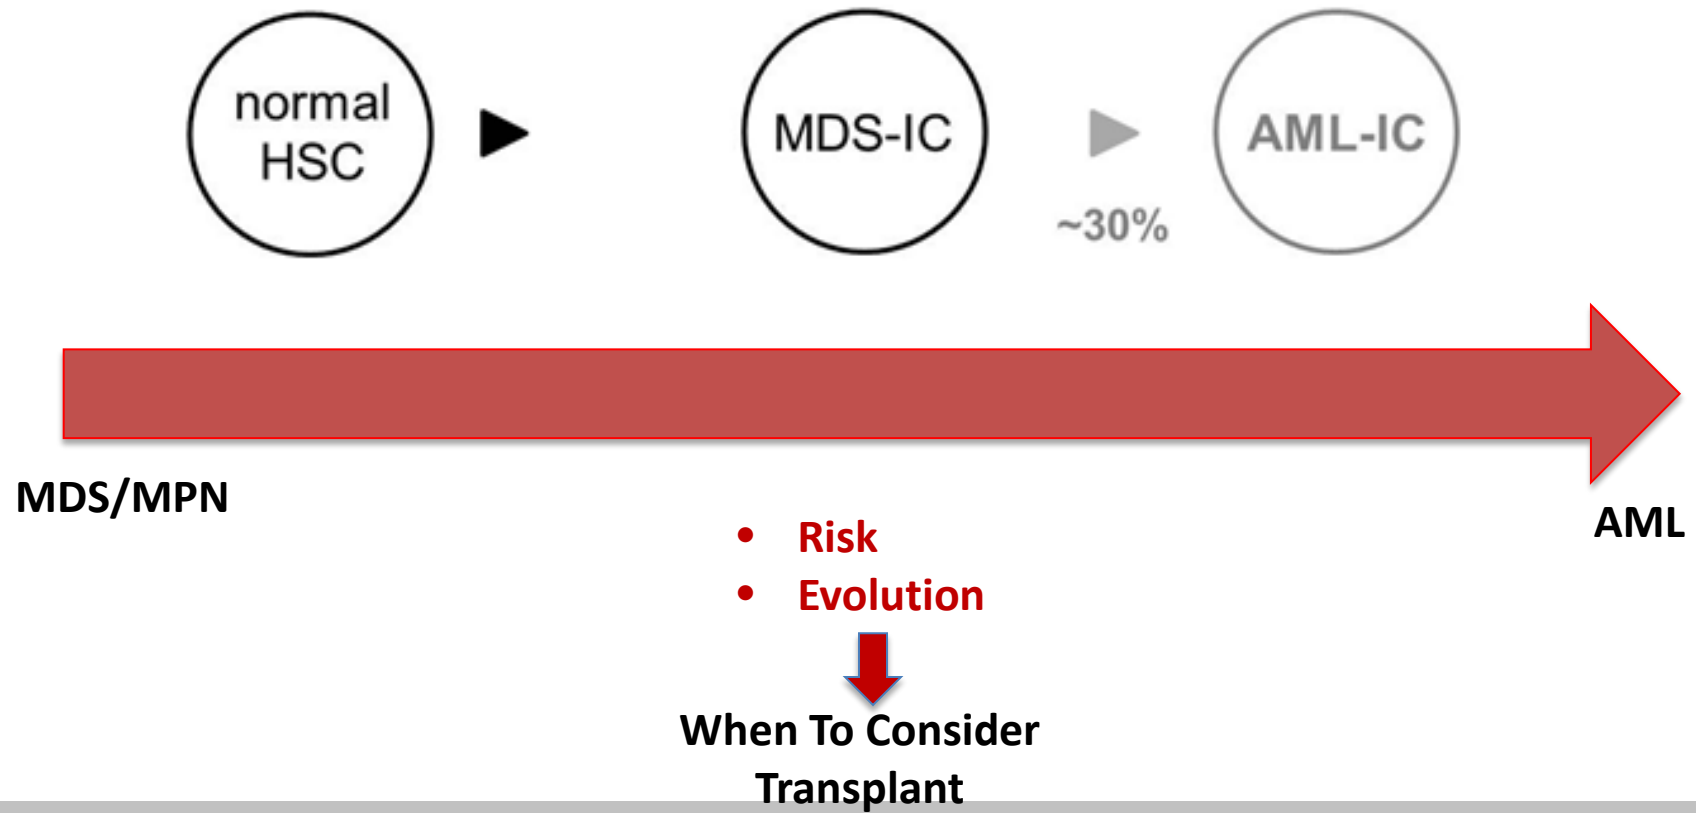 normal
HSC
MDS-IC
AML-IC
~30%
MDS/MPN
AML
• Risk
• Evolution
When To Consider
Transplant